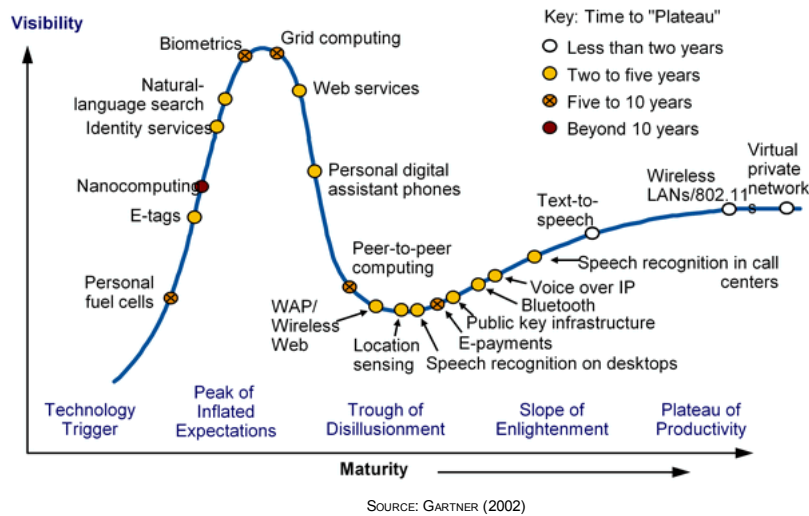 Visibility
Key: Time to "Plateau"
Less than two years
Two to five years
Five to 10 years
Beyond 10 years
Biometrics
Grid computing
Natural-
language search
Web services
Identity services
Nanocomputing
Personal digital
assistant phones
E-tags
Personal
fuel cells
Peer-to-peer
computing
WAP/
Wireless
Web
Location
sensing
Speech recognition on desktops
E-payments
Public key infrastructure
Bluetooth
Voice over IP
Speech recognition in call
centers
Text-to-
speech
Wireless
LANs/802.11s
Virtual
private
network
Technology
Trigger
Peak of
Inflated
Expectations
Trough of
Disillusionment
Slope of
Enlightenment
Plateau of
Productivity
Maturity
SOURCE: GARTNER (2002)